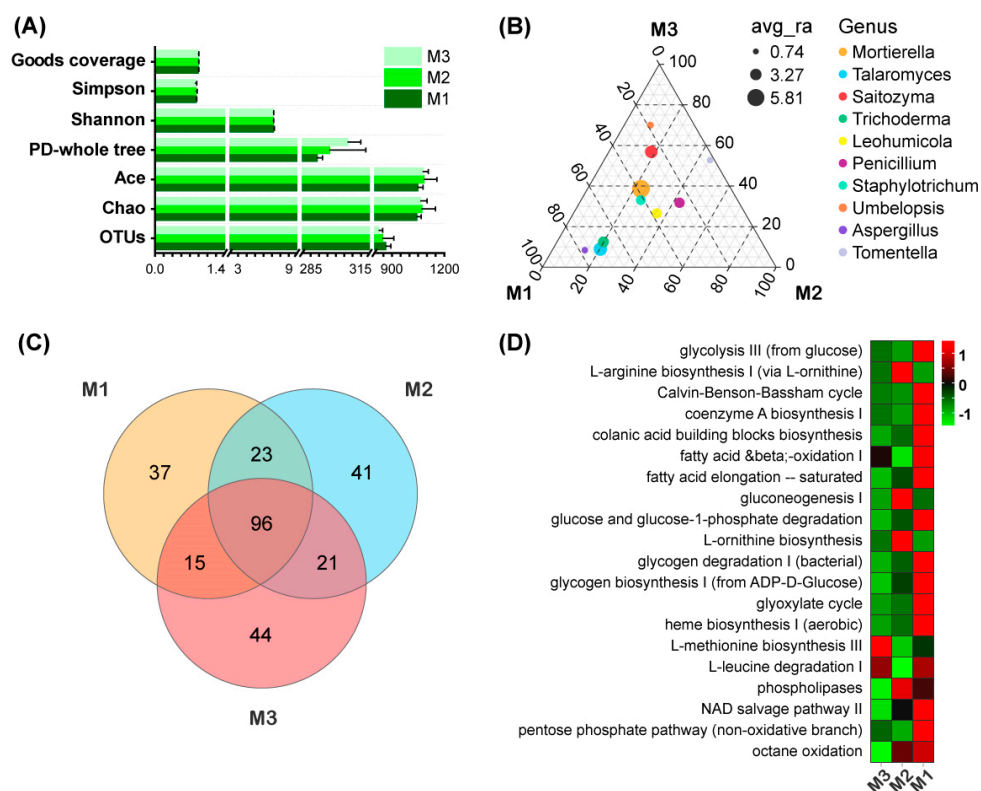 (A)
Goods coverage
Simpson
Shannon
PD-whole tree
Ace
Chao
OTUs
0.0 1.4 3 9 285 315 900 1200
M3
M2
M1
(B)
M3
0 100
20 80
40 60
60 40
80 20
100 0
0 20 40 60 80 100
M1 M2
avg_ra
0.74
3.27
5.81
Genus
Mortierella
Talaromyces
Saitozyma
Trichoderma
Leohumicola
Penicillium
Staphylotrichum
Umbelopsis
Aspergillus
Tomentella
(C)
M1 M2
37 23 41
96
15 21
44
M3
(D)
glycolysis III (from glucose)
L-arginine biosynthesis I (via L-ornithine)
Calvin-Benson-Bassham cycle
coenzyme A biosynthesis I
colanic acid building blocks biosynthesis
fatty acid &beta;-oxidation I
fatty acid elongation -- saturated
gluconeogenesis I
glucose and glucose-1-phosphate degradation
L-ornithine biosynthesis
glycogen degradation I (bacterial)
glycogen biosynthesis I (from ADP-D-Glucose)
glyoxylate cycle
heme biosynthesis I (aerobic)
L-methionine biosynthesis III
L-leucine degradation I
phospholipases
NAD salvage pathway II
pentose phosphate pathway (non-oxidative branch)
octane oxidation
M3 M2 M1
1
0
-1